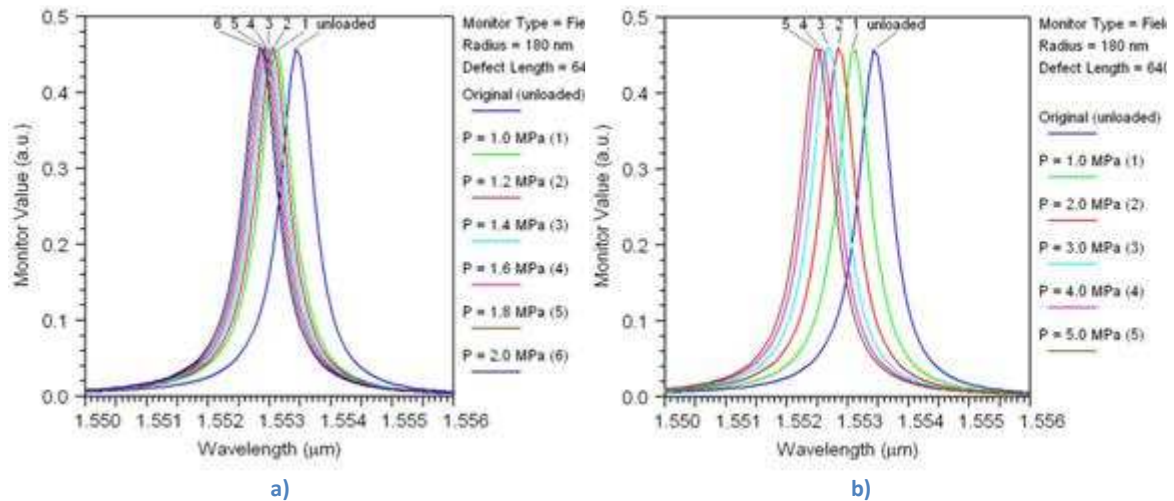 6 5 4 3 2 1 unloaded
0.5
0.4
0.3
0.2
0.1
0.0
Monitor Value (a.u.)
1.550 1.551 1.552 1.553 1.554 1.555 1.556
Wavelength (μm)
Monitor Type = Fiel
Radius = 180 nm
Defect Length = 64
Original (unloaded)
P = 1.0 MPa (1)
P = 1.2 MPa (2)
P = 1.4 MPa (3)
P = 1.6 MPa (4)
P = 1.8 MPa (5)
P = 2.0 MPa (6)
a)
5 4 3 2 1 unloaded
0.5
0.4
0.3
0.2
0.1
0.0
Monitor Value (a.u.)
1.550 1.551 1.552 1.553 1.554 1.555 1.556
Wavelength (μm)
Monitor Type = Field
Radius = 180 nm
Defect Length = 640
Original (unloaded)
P = 1.0 MPa (1)
P = 2.0 MPa (2)
P = 3.0 MPa (3)
P = 4.0 MPa (4)
P = 5.0 MPa (5)
b)